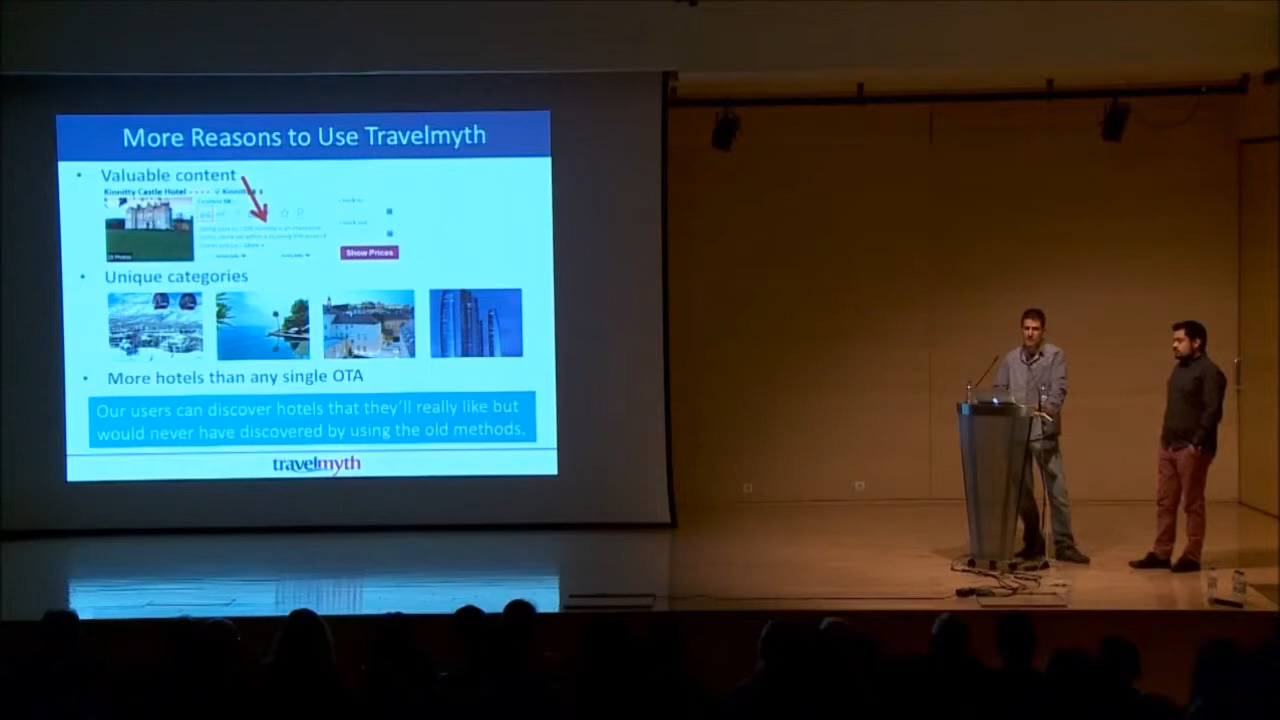 More Reasons to Use Travelmyth
• Valuable content
Kinnitty Castle Hotel
• Unique categories
Show Prices
• More hotels than any single OTA
Our users can discover hotels that they'll really like but
would never have discovered by using the old methods.
travelmyth